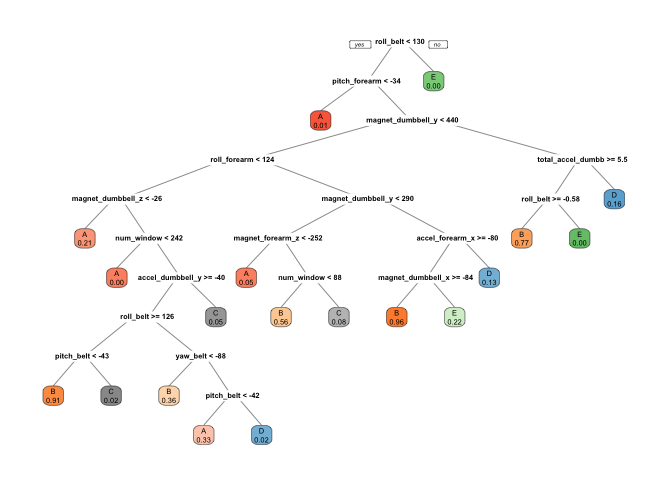 yes roll_belt < 130 no
pitch_forearm < -34
E
0.00
A
0.01
magnet_dumbbell_y < 440
roll_forearm < 124
total_accel_dumbb >= 5.5
magnet_dumbbell_z < -26
magnet_dumbbell_y < 290
roll_belt >= -0.58
D
0.16
A
0.21
num_window < 242
magnet_forearm_z < -252
accel_forearm_x >= -80
B
0.77
E
0.00
A
0.00
accel_dumbbell_y >= -40
A
0.05
num_window < 88
magnet_dumbbell_x >= -84
D
0.13
roll_belt >= 126
C
0.05
B
0.56
C
0.08
B
0.96
E
0.22
pitch_belt < -43
yaw_belt < -88
B
0.91
C
0.02
B
0.36
pitch_belt < -42
A
0.33
D
0.02